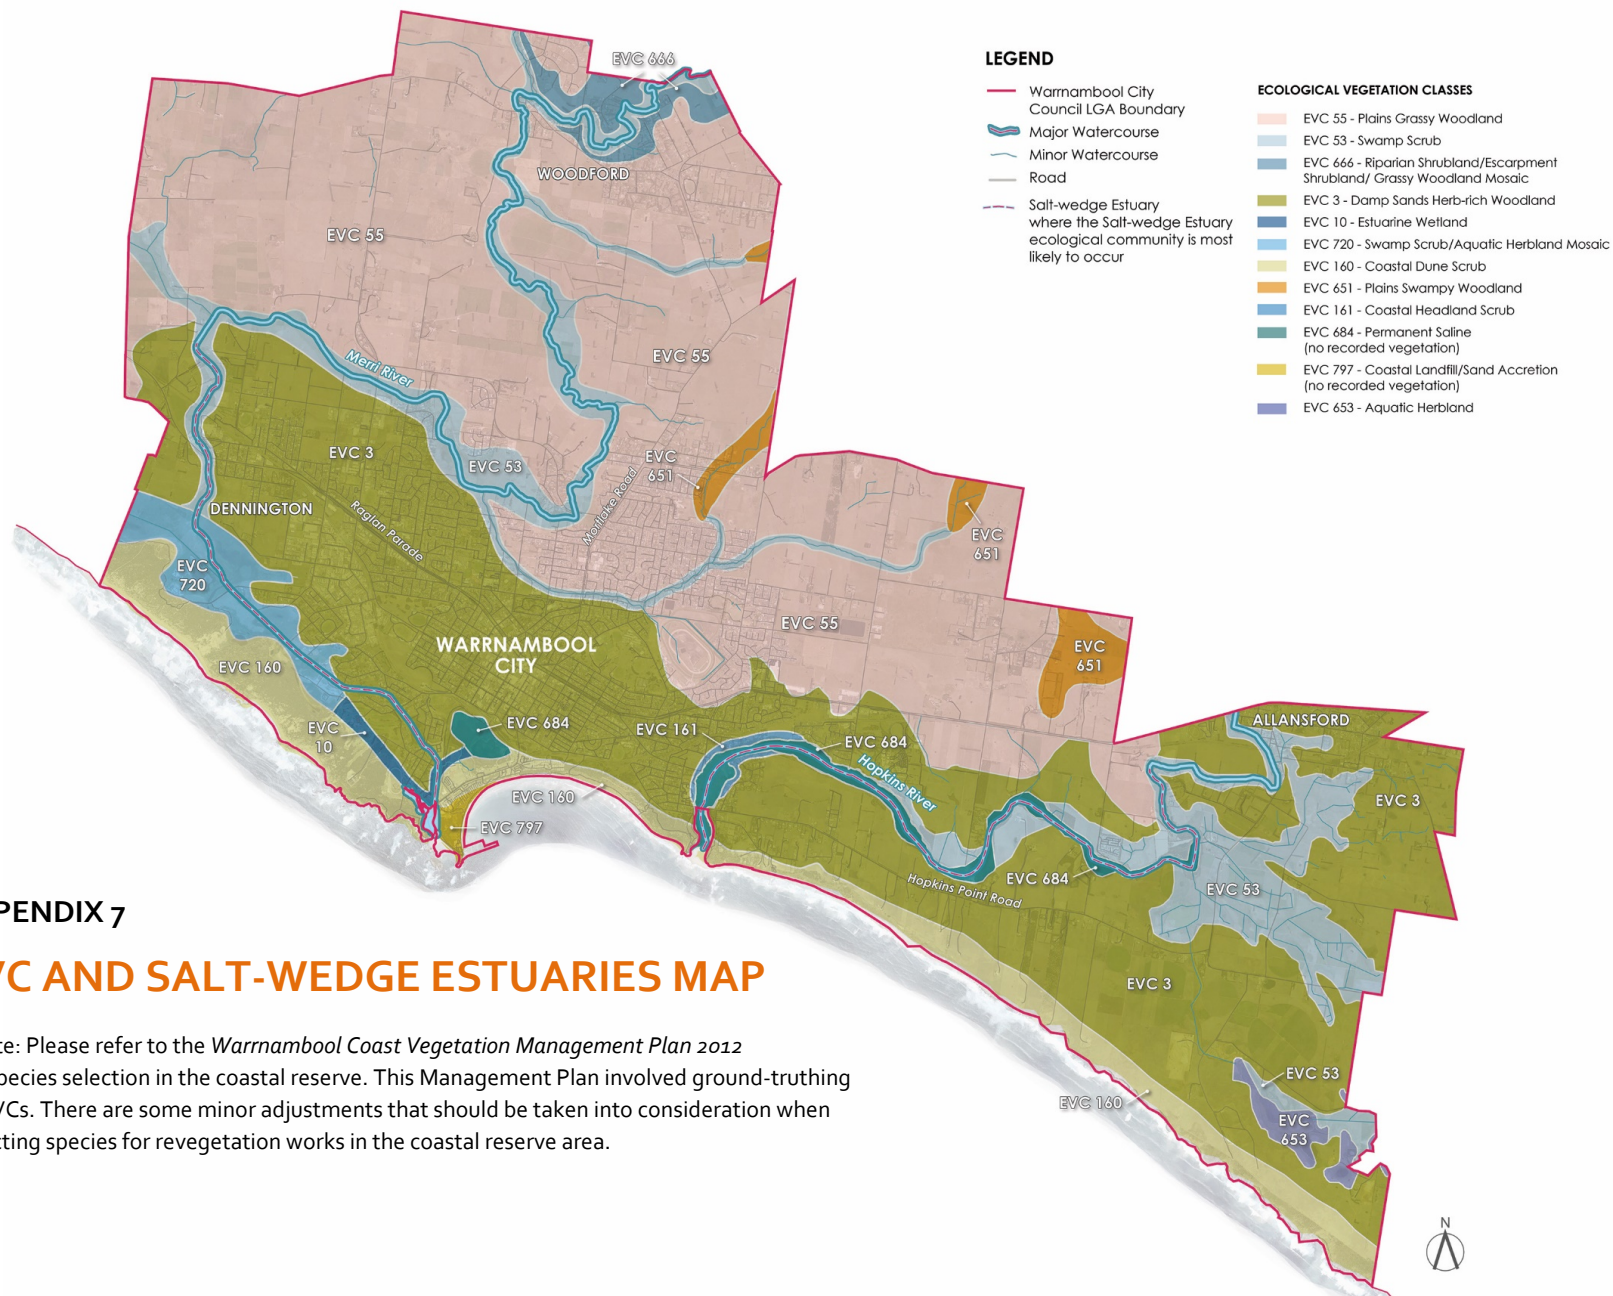 LEGEND
Warrnambool City
Council LGA Boundary
Major Watercourse
Minor Watercourse
Road
Salt-wedge Estuary
where the Salt-wedge Estuary
ecological community is most
likely to occur
ECOLOGICAL VEGETATION CLASSES
EVC 55 - Plains Grassy Woodland
EVC 53 - Swamp Scrub
EVC 666 - Riparian Shrubland/Escarpment
Shrubland/ Grassy Woodland Mosaic
EVC 3 - Damp Sands Herb-rich Woodland
EVC 10 - Estuarine Wetland
EVC 720 - Swamp Scrub/Aquatic Herbland Mosaic
EVC 160 - Coastal Dune Scrub
EVC 651 - Plains Swampy Woodland
EVC 161 - Coastal Headland Scrub
EVC 684 - Permanent Saline
(no recorded vegetation)
EVC 797 - Coastal Landfill/Sand Accretion
(no recorded vegetation)
EVC 653 - Aquatic Herbland
EVC 666
WOODFORD
EVC 55
EVC 55
Merri River
EVC 3
EVC 53
EVC
651
Mortlake Road
DENNINGTON
Raglan Parade
EVC
651
EVC
720
EVC 55
WARRNAMBOOL
CITY
EVC
651
EVC 160
EVC
10
EVC 684
EVC 161
EVC 684
ALLANSFORD
Hopkins River
EVC 160
EVC 3
EVC 797
EVC 684
Hopkins Point Road
EVC 53
EVC 3
EVC 53
EVC 160
EVC
653
N
PENDIX 7
VC AND SALT-WEDGE ESTUARIES MAP
te: Please refer to the Warrnambool Coast Vegetation Management Plan 2012
species selection in the coastal reserve. This Management Plan involved ground-truthing
VCs. There are some minor adjustments that should be taken into consideration when
cting species for revegetation works in the coastal reserve area.